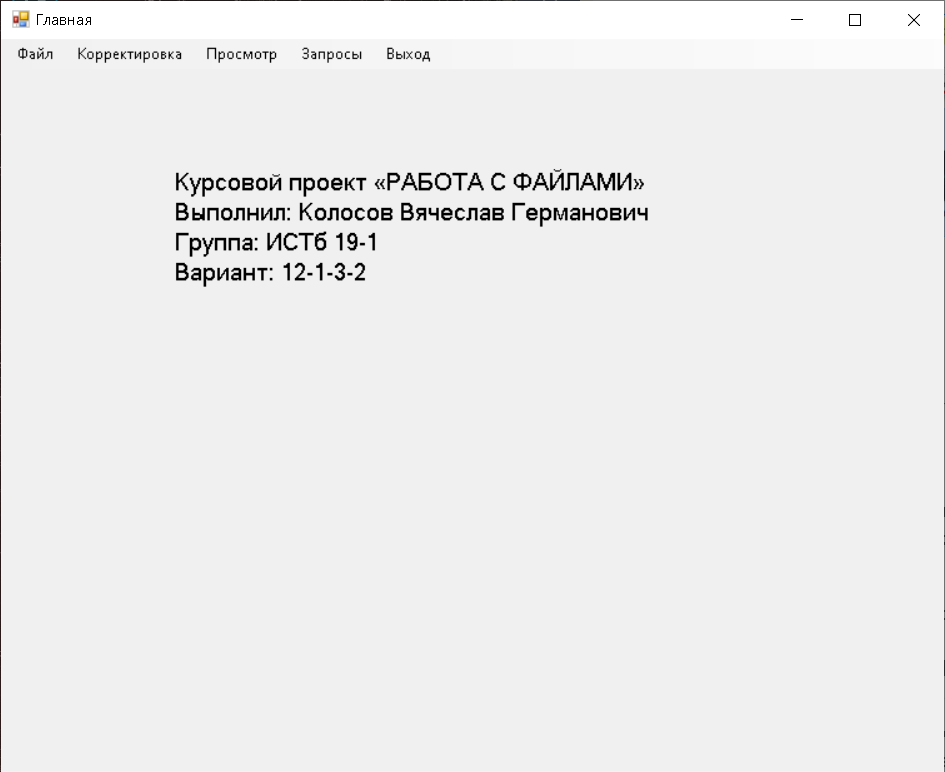 Главная
Файл Корректировка Просмотр Запросы Выход
Курсовой проект «РАБОТА С ФАЙЛАМИ»
Выполнил: Колосов Вячеслав Германович
Группа: ИСТб 19-1
Вариант: 12-1-3-2